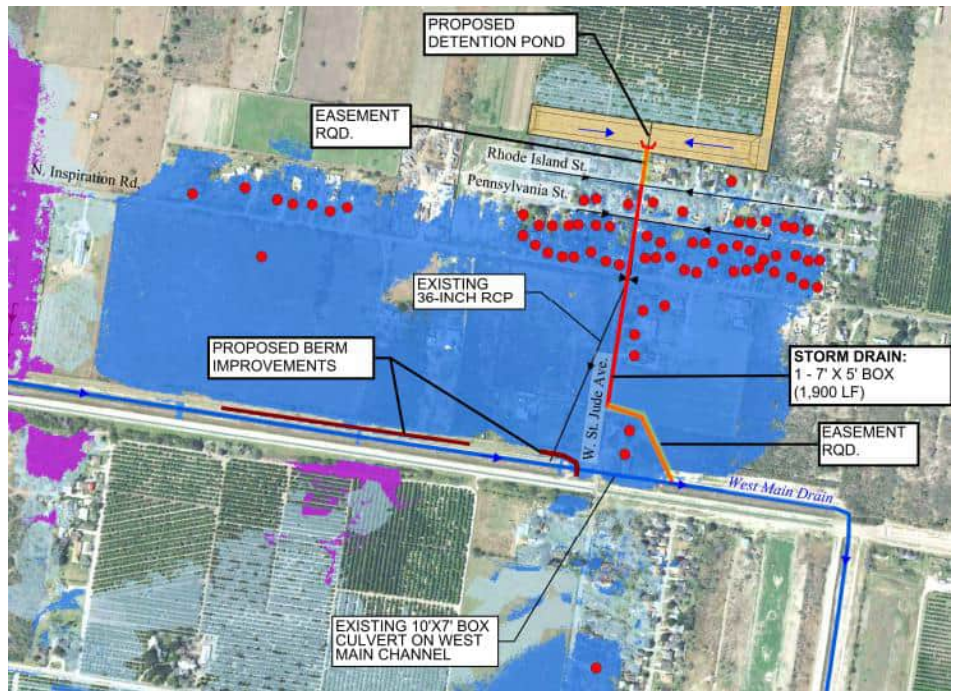 PROPOSED
DETENTION POND
EASEMENT
RQD.
Rhode Island St.
N. Inspiration Rd.
Pennsylvania St.
EXISTING
36-INCH RCP
PROPOSED BERM
IMPROVEMENTS
STORM DRAIN:
1 - 7' X 5' BOX
(1,900 LF)
W. St. Jude Ave.
EASEMENT
RQD.
West Main Drain
EXISTING 10'X7' BOX
CULVERT ON WEST
MAIN CHANNEL